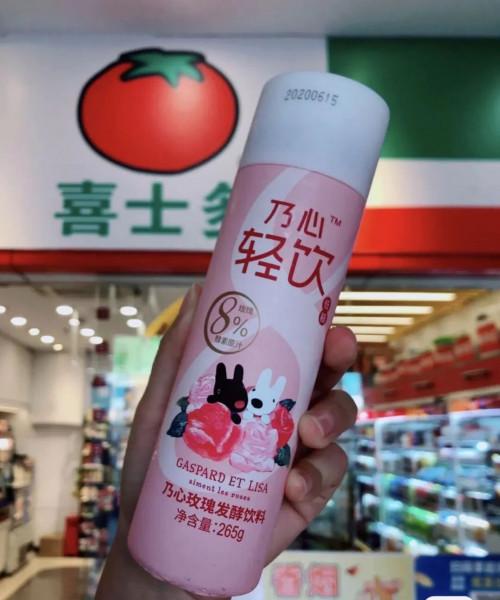 20200615
喜士多
乃心™
轻饮
玫瑰
8%
酵素原汁
GASPARD ET LISA
aiment les roses
乃心玫瑰发酵饮料
净含量:265g